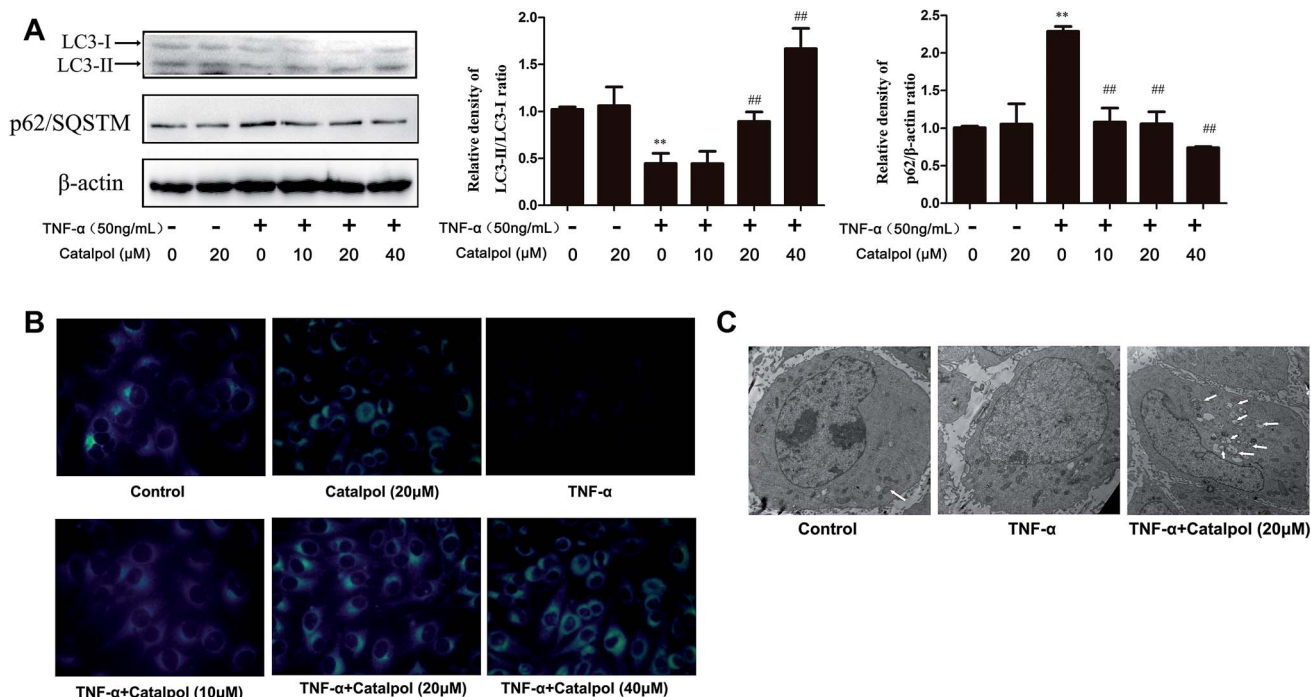 A
LC3-I
LC3-II
p62/SQSTM
β-actin
TNF-α（50ng/mL） - - + + + +
Catalpol (μM) 0 20 0 10 20 40
Relative density of
LC3-II/LC3-I ratio
2.0
1.5
1.0
0.5
0.0
**
##
##
TNF-α（50ng/mL） - - + + + +
Catalpol (μM) 0 20 0 10 20 40
Relative density of
p62/β-actin ratio
2.5
2.0
1.5
1.0
0.5
0.0
**
##
##
##
TNF-α（50ng/mL） - - + + + +
Catalpol (μM) 0 20 0 10 20 40
B
Control
Catalpol (20μM)
TNF-α
TNF-α+Catalpol (10μM)
TNF-α+Catalpol (20μM)
TNF-α+Catalpol (40μM)
C
Control
TNF-α
TNF-α+Catalpol (20μM)